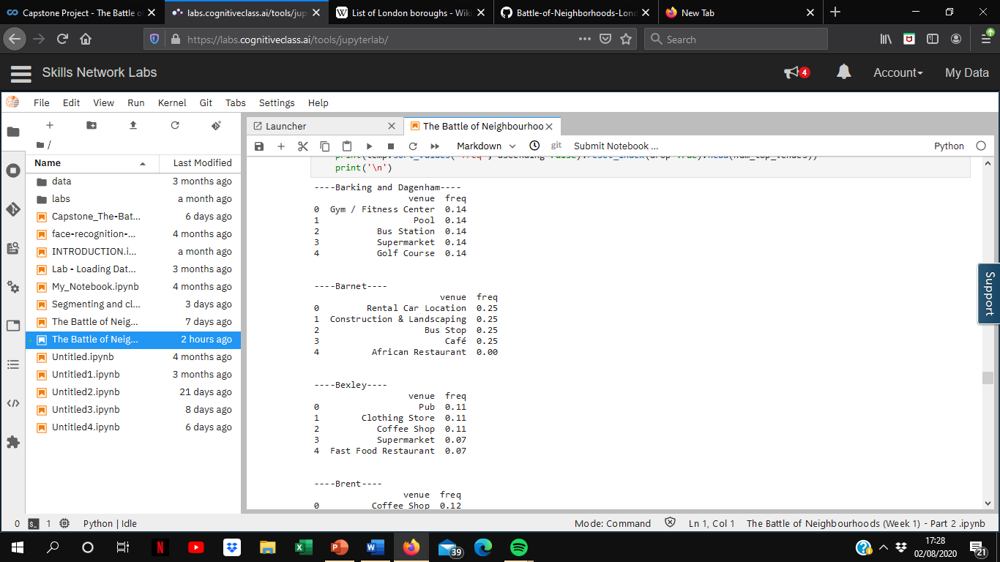 Capstone Project - The Battle of
labs.cognitiveclass.ai/tools/jup
List of London boroughs - Wiki
Battle-of-Neighborhoods-Lond
New Tab
https://labs.cognitiveclass.ai/tools/jupyterlab/
Search
Skills Network Labs
4
Account
My Data
File Edit View Run Kernel Git Tabs Settings Help
Launcher
The Battle of Neighbourhoo
/
Markdown
git
Submit Notebook ...
Python
Name
Last Modified
data 3 months ago
labs a month ago
Capstone_The-Bat... 6 days ago
face-recognition-... 4 months ago
INTRODUCTION.i... a month ago
Lab - Loading Dat... 3 months ago
My_Notebook.ipynb 4 months ago
Segmenting and cl... 3 days ago
The Battle of Neig... 7 days ago
The Battle of Neig... 2 hours ago
Untitled.ipynb 4 months ago
Untitled1.ipynb 3 months ago
Untitled2.ipynb 21 days ago
Untitled3.ipynb 8 days ago
Untitled4.ipynb 6 days ago
print('\n')
----Barking and Dagenham----
venue freq
0 Gym / Fitness Center 0.14
1 Pool 0.14
2 Bus Station 0.14
3 Supermarket 0.14
4 Golf Course 0.14
----Barnet----
venue freq
0 Rental Car Location 0.25
1 Construction & Landscaping 0.25
2 Bus Stop 0.25
3 Café 0.25
4 African Restaurant 0.00
----Bexley----
venue freq
0 Pub 0.11
1 Clothing Store 0.11
2 Coffee Shop 0.11
3 Supermarket 0.07
4 Fast Food Restaurant 0.07
----Brent----
venue freq
0 Coffee Shop 0.12
Support
0
1
Python | Idle
Mode: Command
Ln 1, Col 1
The Battle of Neighbourhoods (Week 1) - Part 2 .ipynb
39
17:28
02/08/2020
21